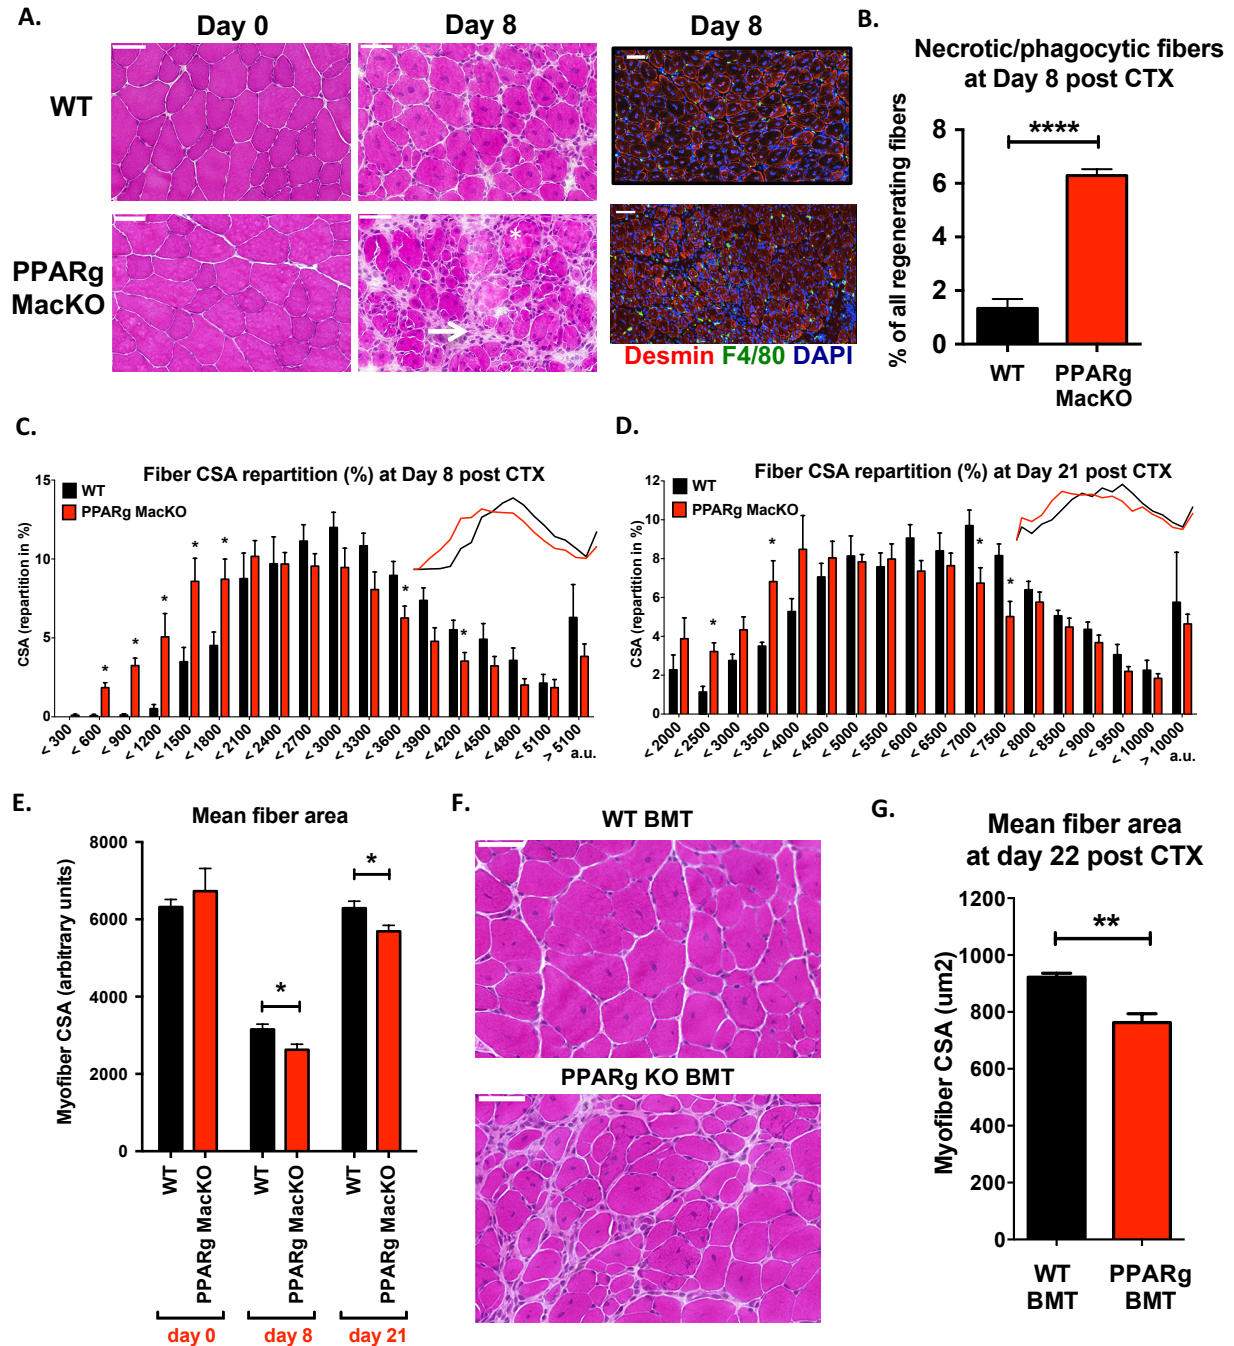 A.
Day 0
Day 8
Day 8
WT
PPARg
MacKO
*
Desmin F4/80 DAPI
B.
Necrotic/phagocytic fibers
at Day 8 post CTX
% of all regenerating fibers
8
6
4
2
0
****
WT
PPARg
MacKO
C.
Fiber CSA repartition (%) at Day 8 post CTX
WT
PPARg MacKO
CSA (repartition in %)
15
10
5
0
* * * * * * *
< 300 < 600 < 900 < 1200 < 1500 < 1800 < 2100 < 2400 < 2700 < 3000 < 3300 < 3600 < 3900 < 4200 < 4500 < 4800 < 5100 > 5100
a.u.
D.
Fiber CSA repartition (%) at Day 21 post CTX
WT
PPARg MacKO
CSA (repartition in %)
12
10
8
6
4
2
0
* * * *
< 2000 < 2500 < 3000 < 3500 < 4000 < 4500 < 5000 < 5500 < 6000 < 6500 < 7000 < 7500 < 8000 < 8500 < 9000 < 9500 < 10000 > 10000
a.u.
E.
Mean fiber area
Myofiber CSA (arbitrary units)
8000
6000
4000
2000
0
*
*
WT
PPARg MacKO
WT
PPARg MacKO
WT
PPARg MacKO
day 0
day 8
day 21
F.
WT BMT
PPARg KO BMT
G.
Mean fiber area
at day 22 post CTX
Myofiber CSA (um2)
1200
1000
800
600
400
200
0
**
WT
BMT
PPARg
BMT